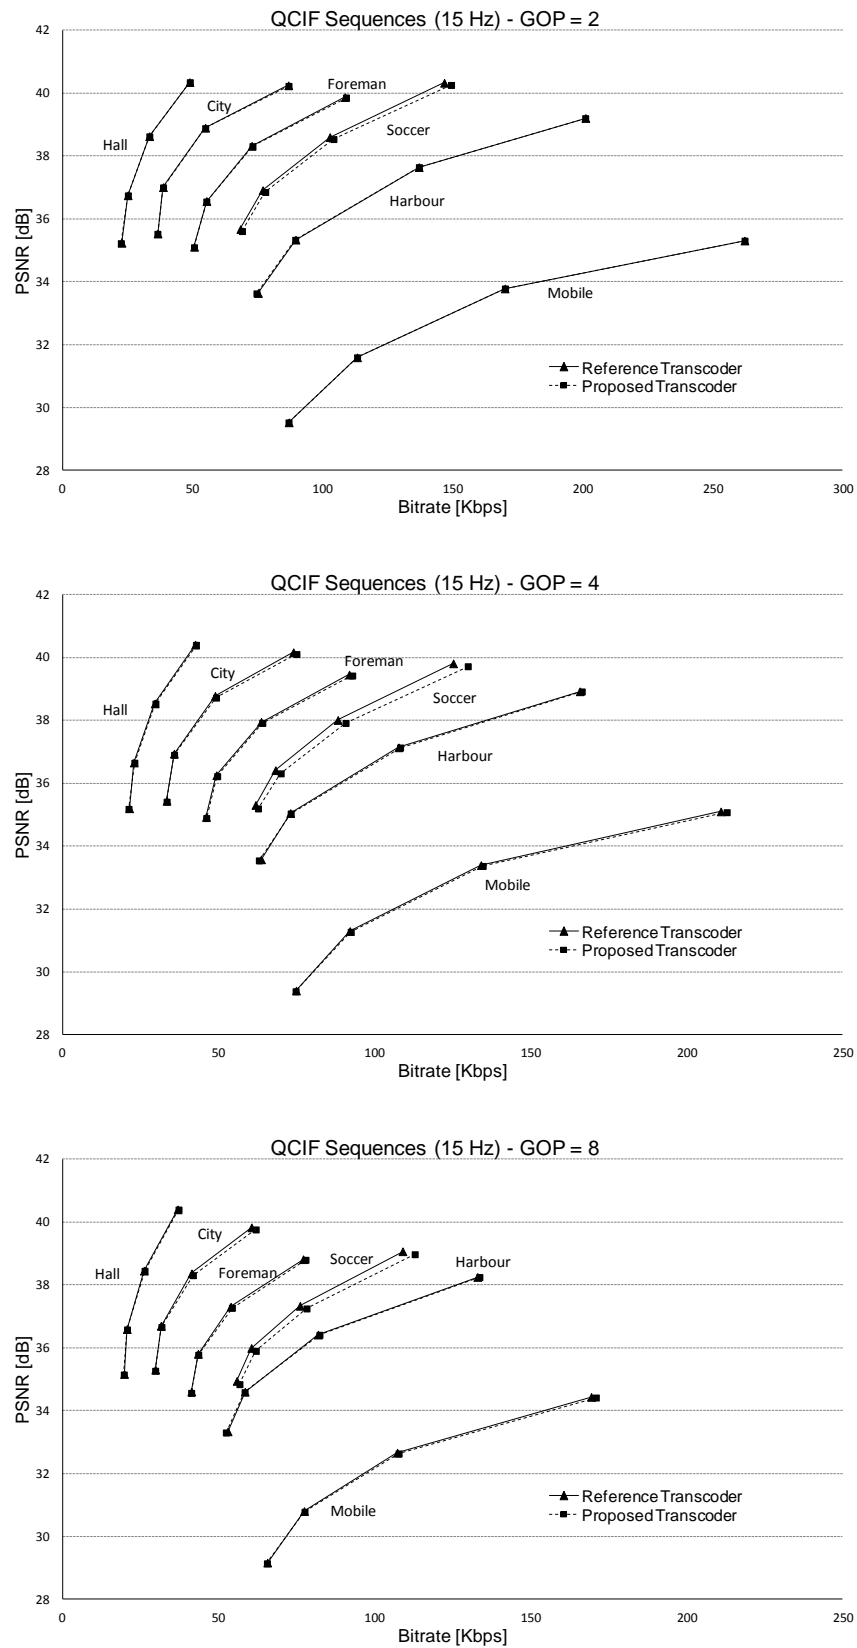 QCIF Sequences (15 Hz) - GOP = 2
42
40
38
36
34
32
30
28
PSNR [dB]
Hall
City
Foreman
Soccer
Harbour
Mobile
Reference Transcoder
Proposed Transcoder
0 50 100 150 200 250 300
Bitrate [Kbps]
QCIF Sequences (15 Hz) - GOP = 4
42
40
38
36
34
32
30
28
PSNR [dB]
Hall
City
Foreman
Soccer
Harbour
Mobile
Reference Transcoder
Proposed Transcoder
0 50 100 150 200 250
Bitrate [Kbps]
QCIF Sequences (15 Hz) - GOP = 8
42
40
38
36
34
32
30
28
PSNR [dB]
Hall
City
Foreman
Soccer
Harbour
Mobile
Reference Transcoder
Proposed Transcoder
0 50 100 150 200 250
Bitrate [Kbps]